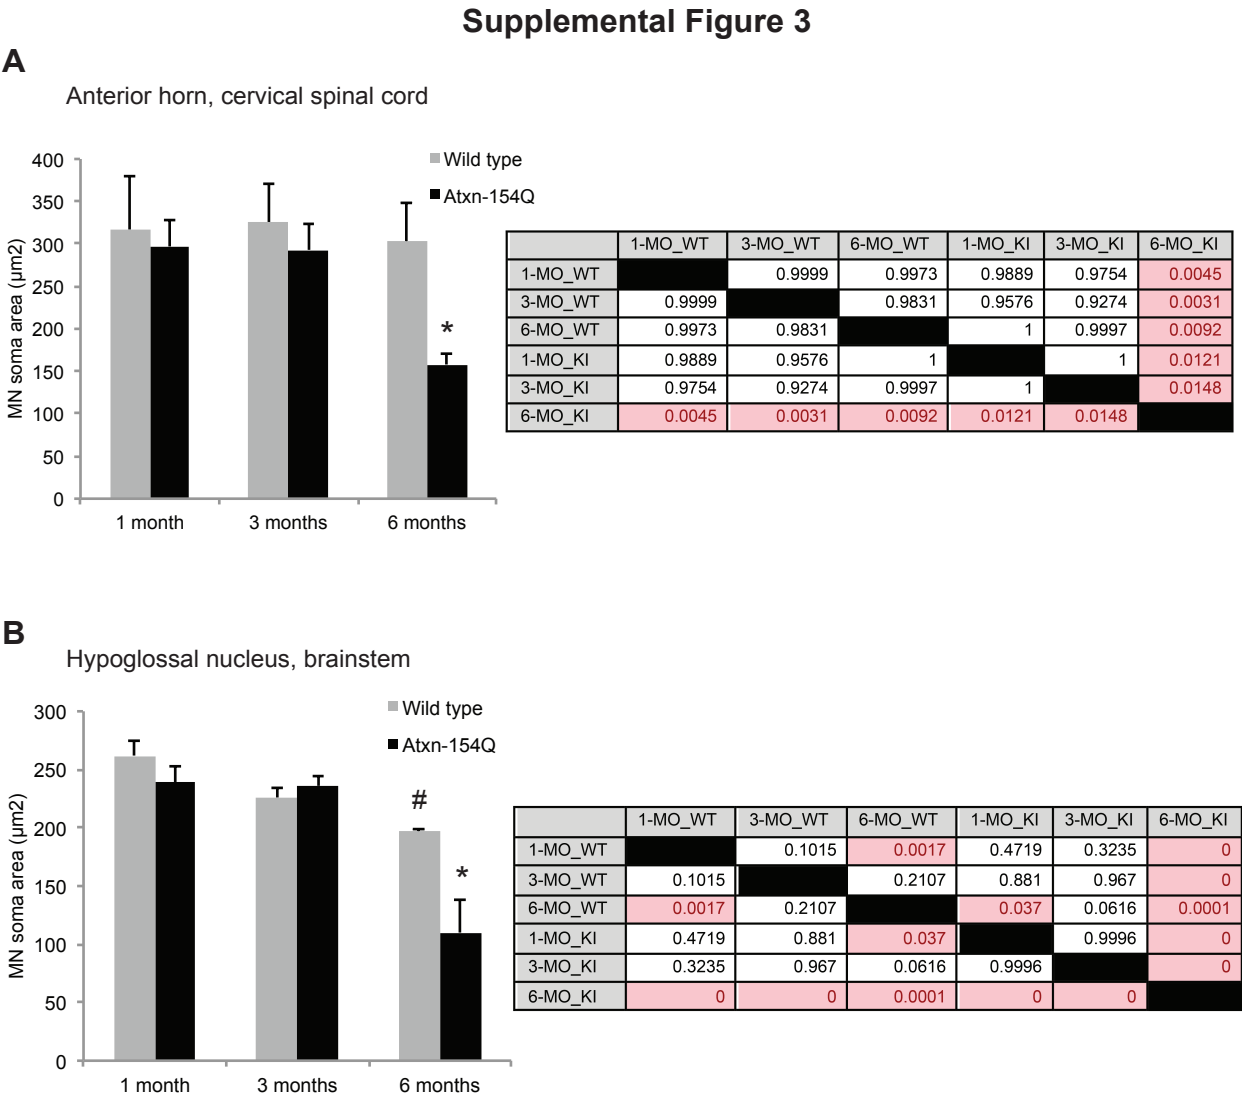 Supplemental Figure 3
A
Anterior horn, cervical spinal cord
MN soma area (µm2)
400
350
300
250
200
150
100
50
0
Wild type
Atxn-154Q
*
1 month 3 months 6 months
1-MO_WT 3-MO_WT 6-MO_WT 1-MO_KI 3-MO_KI 6-MO_KI
1-MO_WT 0.9999 0.9973 0.9889 0.9754 0.0045
3-MO_WT 0.9999 0.9831 0.9576 0.9274 0.0031
6-MO_WT 0.9973 0.9831 1 0.9997 0.0092
1-MO_KI 0.9889 0.9576 1 1 0.0121
3-MO_KI 0.9754 0.9274 0.9997 1 0.0148
6-MO_KI 0.0045 0.0031 0.0092 0.0121 0.0148
B
Hypoglossal nucleus, brainstem
MN soma area (µm2)
300
250
200
150
100
50
0
Wild type
Atxn-154Q
#
*
1 month 3 months 6 months
1-MO_WT 3-MO_WT 6-MO_WT 1-MO_KI 3-MO_KI 6-MO_KI
1-MO_WT 0.1015 0.0017 0.4719 0.3235 0
3-MO_WT 0.1015 0.2107 0.881 0.967 0
6-MO_WT 0.0017 0.2107 0.037 0.0616 0.0001
1-MO_KI 0.4719 0.881 0.037 0.9996 0
3-MO_KI 0.3235 0.967 0.0616 0.9996 0
6-MO_KI 0 0 0.0001 0 0